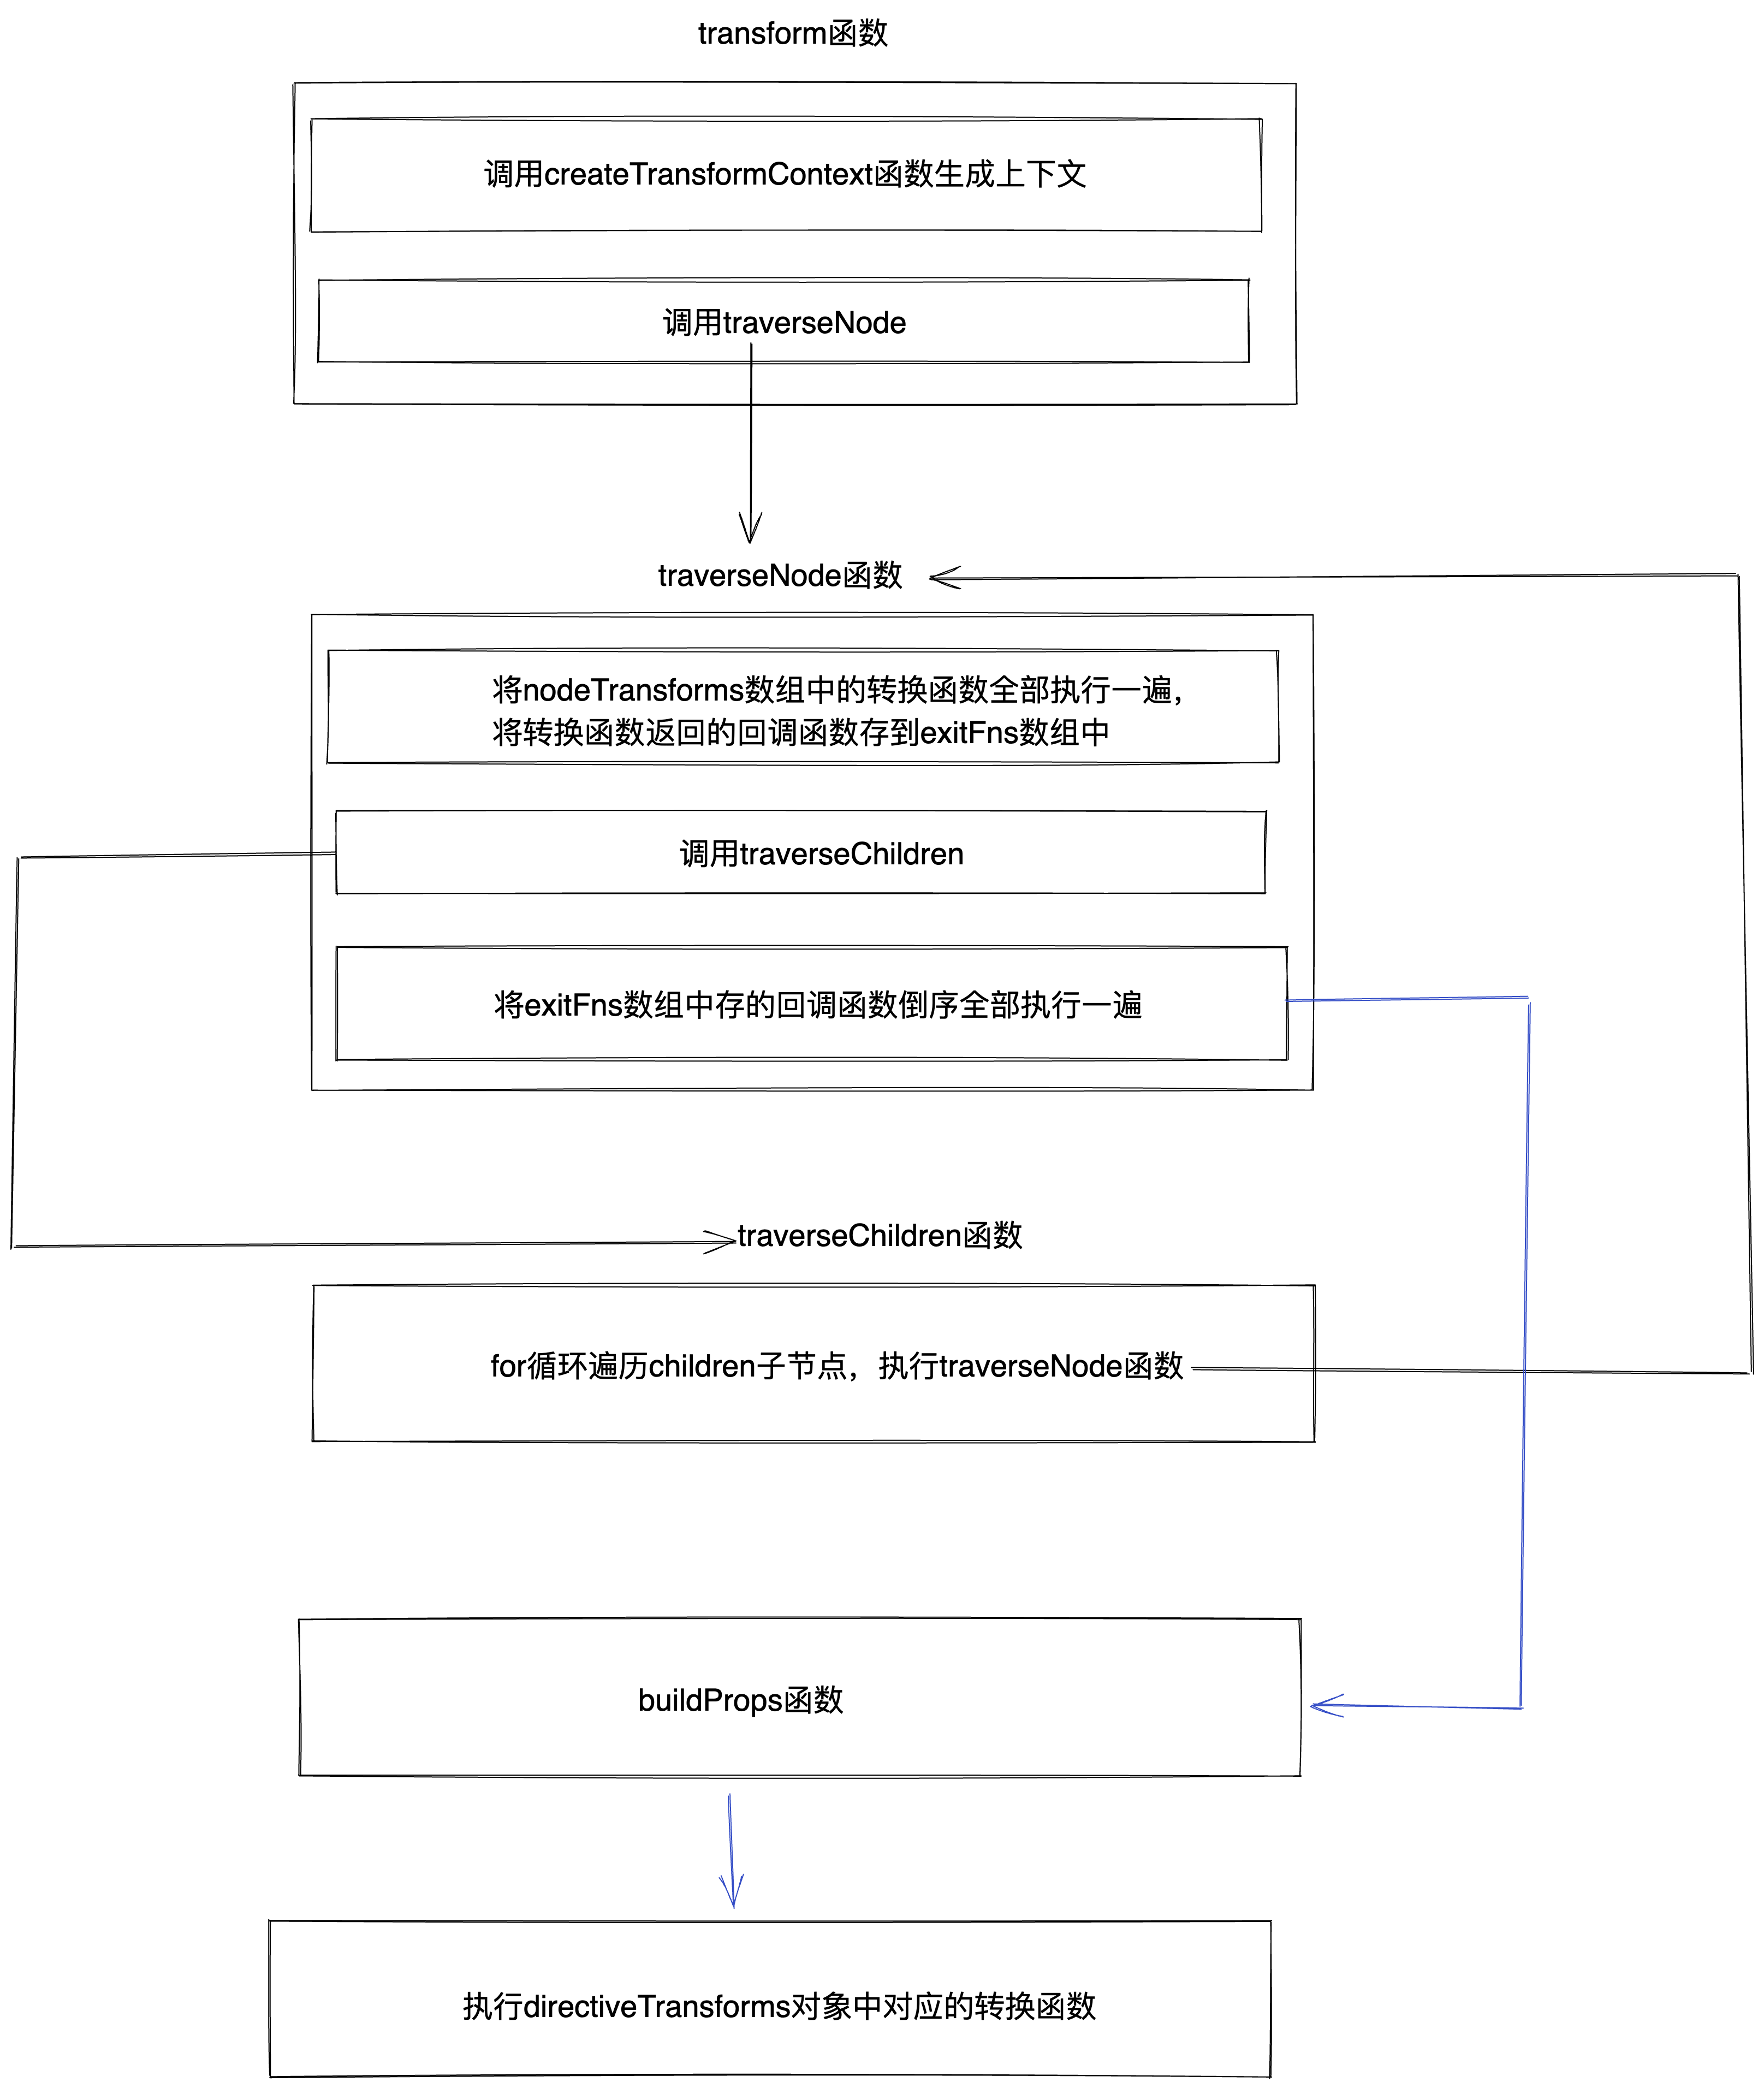 transform函数
调用createTransformContext函数生成上下文
调用traverseNode
traverseNode函数
将nodeTransforms数组中的转换函数全部执行一遍，
将转换函数返回的回调函数存到exitFns数组中
调用traverseChildren
将exitFns数组中存的回调函数倒序全部执行一遍
traverseChildren函数
for循环遍历children子节点，执行traverseNode函数
buildProps函数
执行directiveTransforms对象中对应的转换函数